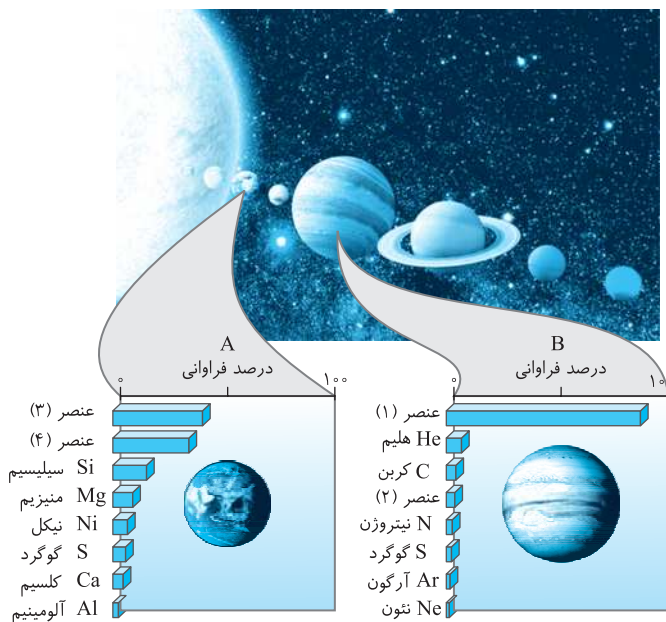 A
درصد فراوانی
۰ ۱۰۰
عنصر (۳)
عنصر (۴)
Si سیلیسیم
Mg منیزیم
Ni نیکل
S گوگرد
Ca کلسیم
Al آلومینیم
B
درصد فراوانی
۰ ۱۰
عنصر (۱)
He هلیم
C کربن
عنصر (۲)
N نیتروژن
S گوگرد
Ar آرگون
Ne نئون